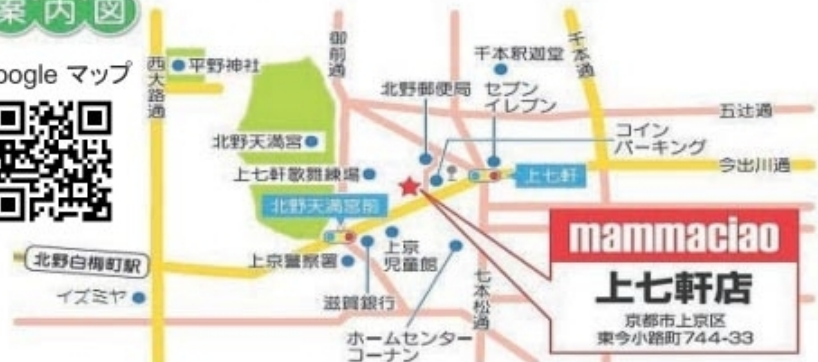 案内図
oogle マップ
西大路通
平野神社
御前通
千本釈迦堂
千本通
北野郵便局
セブン
イレブン
五辻通
コイン
パーキング
北野天満宮
上七軒歌舞練場
上七軒
今出川通
北野天満宮前
北野白梅町駅
上京警察署
上京
児童館
イズミヤ
滋賀銀行
七本松通
ホームセンター
コーナン
mammaciao
上七軒店
京都市上京区
東今小路町744-33